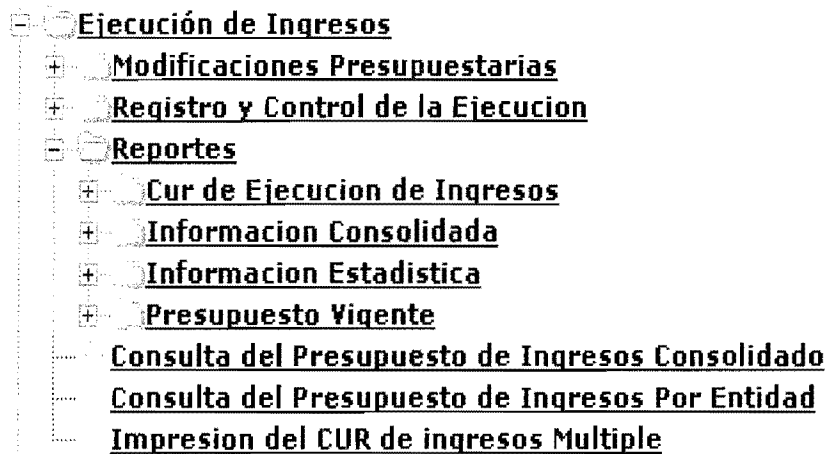 Ejecución de Ingresos
Modificaciones Presupuestarias
Registro y Control de la Ejecucion
Reportes
Cur de Ejecucion de Ingresos
Informacion Consolidada
Informacion Estadistica
Presupuesto Vigente
Consulta del Presupuesto de Ingresos Consolidado
Consulta del Presupuesto de Ingresos Por Entidad
Impresion del CUR de ingresos Multiple